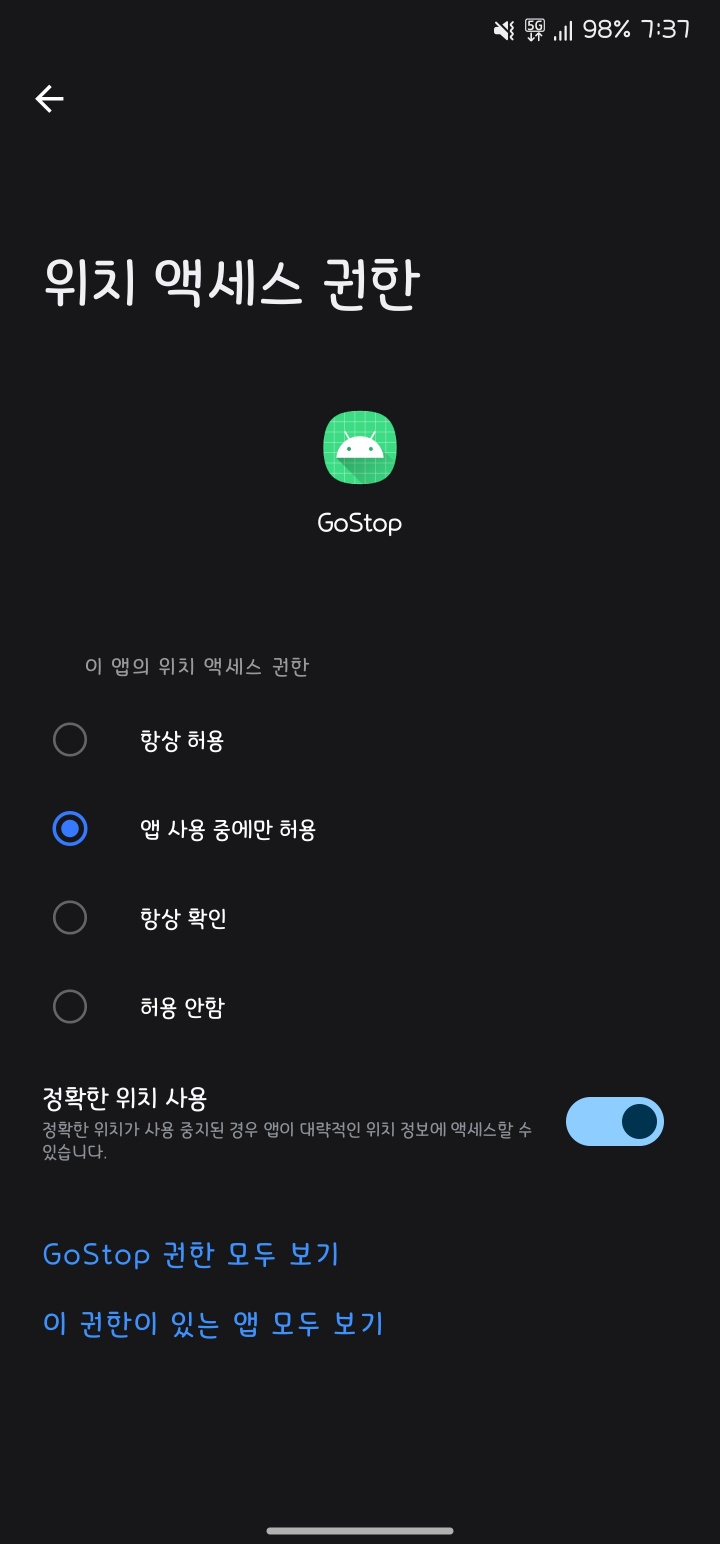 5G 98% 7:37
위치 액세스 권한
GoStop
이 앱의 위치 액세스 권한
항상 허용
앱 사용 중에만 허용
항상 확인
허용 안함
정확한 위치 사용
정확한 위치가 사용 중지된 경우 앱이 대략적인 위치 정보에 액세스할 수
있습니다.
GoStop 권한 모두 보기
이 권한이 있는 앱 모두 보기